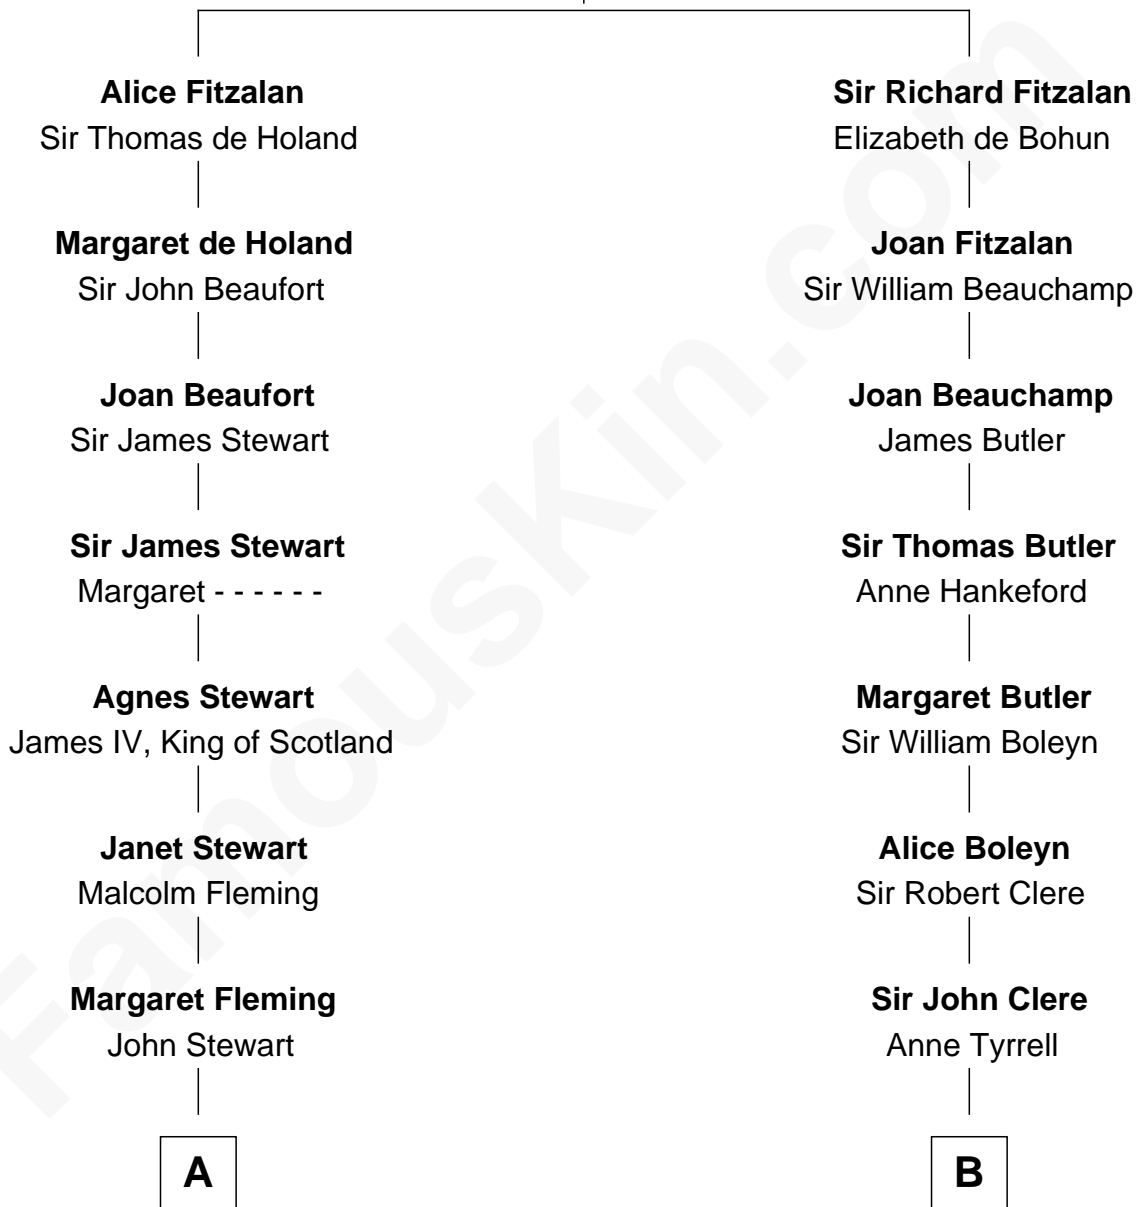 Alice Fitzalan
Sir Thomas de Holand
Margaret de Holand
Sir John Beaufort
Joan Beaufort
Sir James Stewart
Sir James Stewart
Margaret - - - - - -
Agnes Stewart
James IV, King of Scotland
Janet Stewart
Malcolm Fleming
Margaret Fleming
John Stewart
A
Sir Richard Fitzalan
Elizabeth de Bohun
Joan Fitzalan
Sir William Beauchamp
Joan Beauchamp
James Butler
Sir Thomas Butler
Anne Hankeford
Margaret Butler
Sir William Boleyn
Alice Boleyn
Sir Robert Clere
Sir John Clere
Anne Tyrrell
B
FamousKin.com